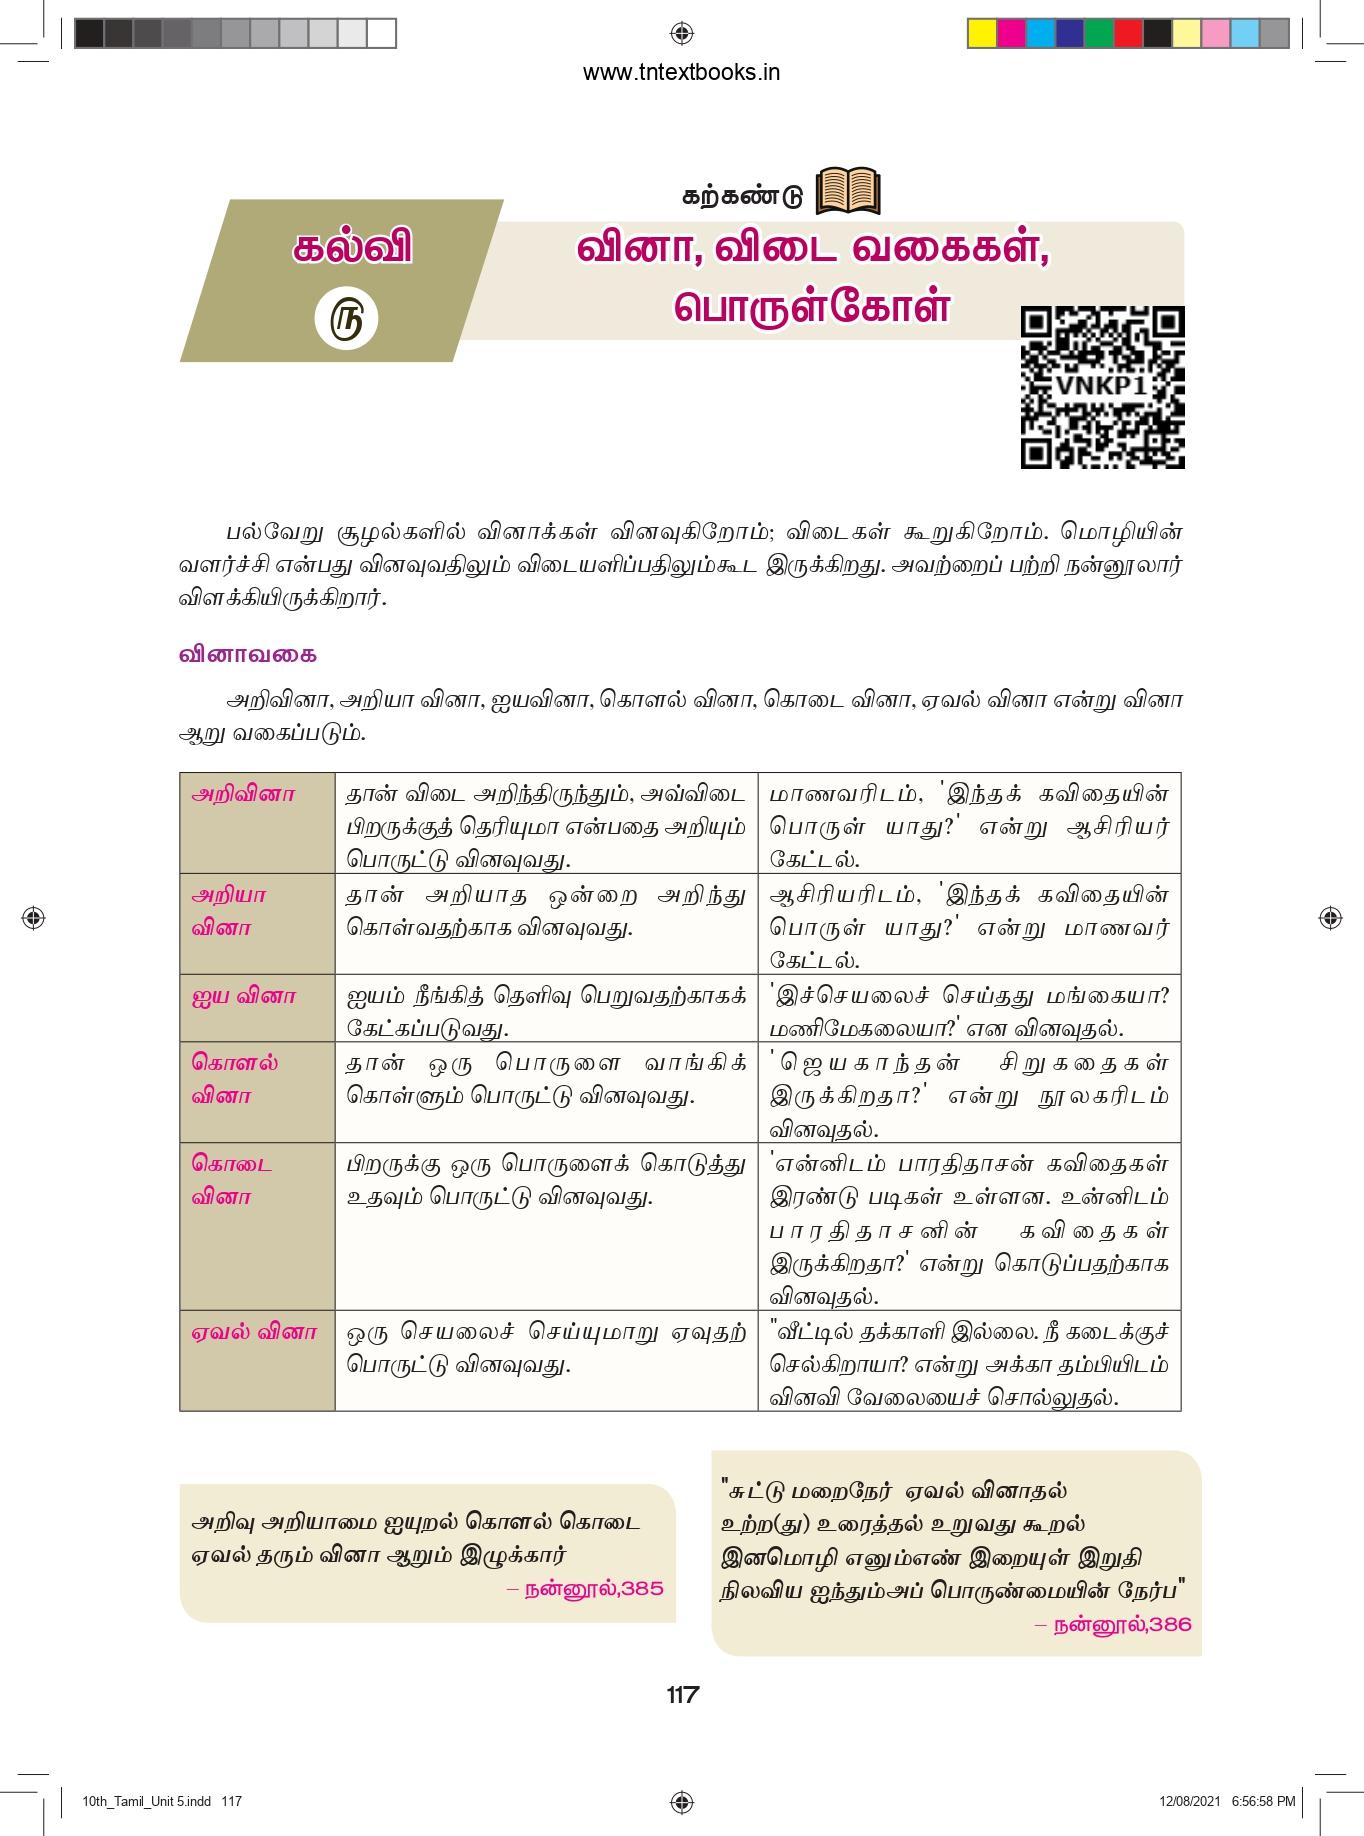 www.tntextbooks.in
கற்கண்டு
கல்வி
௫
வினா, விடை வகைகள்,
பொருள்கோள்
VNKP1
பல்வேறு சூழல்களில் வினாக்கள் வினவுகிறோம்; விடைகள் கூறுகிறோம். மொழியின்
வளர்ச்சி என்பது வினவுவதிலும் விடையளிப்பதிலும்கூட இருக்கிறது. அவற்றைப் பற்றி நன்னூலார்
விளக்கியிருக்கிறார்.
வினாவகை
அறிவினா, அறியா வினா, ஐயவினா, கொளல் வினா, கொடை வினா, ஏவல் வினா என்று வினா
ஆறு வகைப்படும்.
அறிவினா
தான் விடை அறிந்திருந்தும், அவ்விடை
பிறருக்குத் தெரியுமா என்பதை அறியும்
பொருட்டு வினவுவது.
மாணவரிடம், 'இந்தக் கவிதையின்
பொருள் யாது?' என்று ஆசிரியர்
கேட்டல்.
அறியா
வினா
தான் அறியாத ஒன்றை அறிந்து
கொள்வதற்காக வினவுவது.
ஆசிரியரிடம், 'இந்தக் கவிதையின்
பொருள் யாது?' என்று மாணவர்
கேட்டல்.
ஐய வினா
ஐயம் நீங்கித் தெளிவு பெறுவதற்காகக்
கேட்கப்படுவது.
'இச்செயலைச் செய்தது மங்கையா?
மணிமேகலையா?' என வினவுதல்.
கொளல்
வினா
தான் ஒரு பொருளை வாங்கிக்
கொள்ளும் பொருட்டு வினவுவது.
'ஜெயகாந்தன் சிறுகதைகள்
இருக்கிறதா?' என்று நூலகரிடம்
வினவுதல்.
கொடை
வினா
பிறருக்கு ஒரு பொருளைக் கொடுத்து
உதவும் பொருட்டு வினவுவது.
'என்னிடம் பாரதிதாசன் கவிதைகள்
இரண்டு படிகள் உள்ளன. உன்னிடம்
பாரதிதாசனின் கவிதைகள்
இருக்கிறதா?' என்று கொடுப்பதற்காக
வினவுதல்.
ஏவல் வினா
ஒரு செயலைச் செய்யுமாறு ஏவுதற்
பொருட்டு வினவுவது.
"வீட்டில் தக்காளி இல்லை. நீ கடைக்குச்
செல்கிறாயா? என்று அக்கா தம்பியிடம்
வினவி வேலையைச் சொல்லுதல்.
அறிவு அறியாமை ஐயுறல் கொளல் கொடை
ஏவல் தரும் வினா ஆறும் இழுக்கார்
– நன்னூல்,385
"சுட்டு மறைநேர் ஏவல் வினாதல்
உற்ற(து) உரைத்தல் உறுவது கூறல்
இனமொழி எனும்எண் இறையுள் இறுதி
நிலவிய ஐந்தும்அப் பொருண்மையின் நேர்ப"
– நன்னூல்,386
117
10th_Tamil_Unit 5.indd 117
12/08/2021 6:56:58 PM